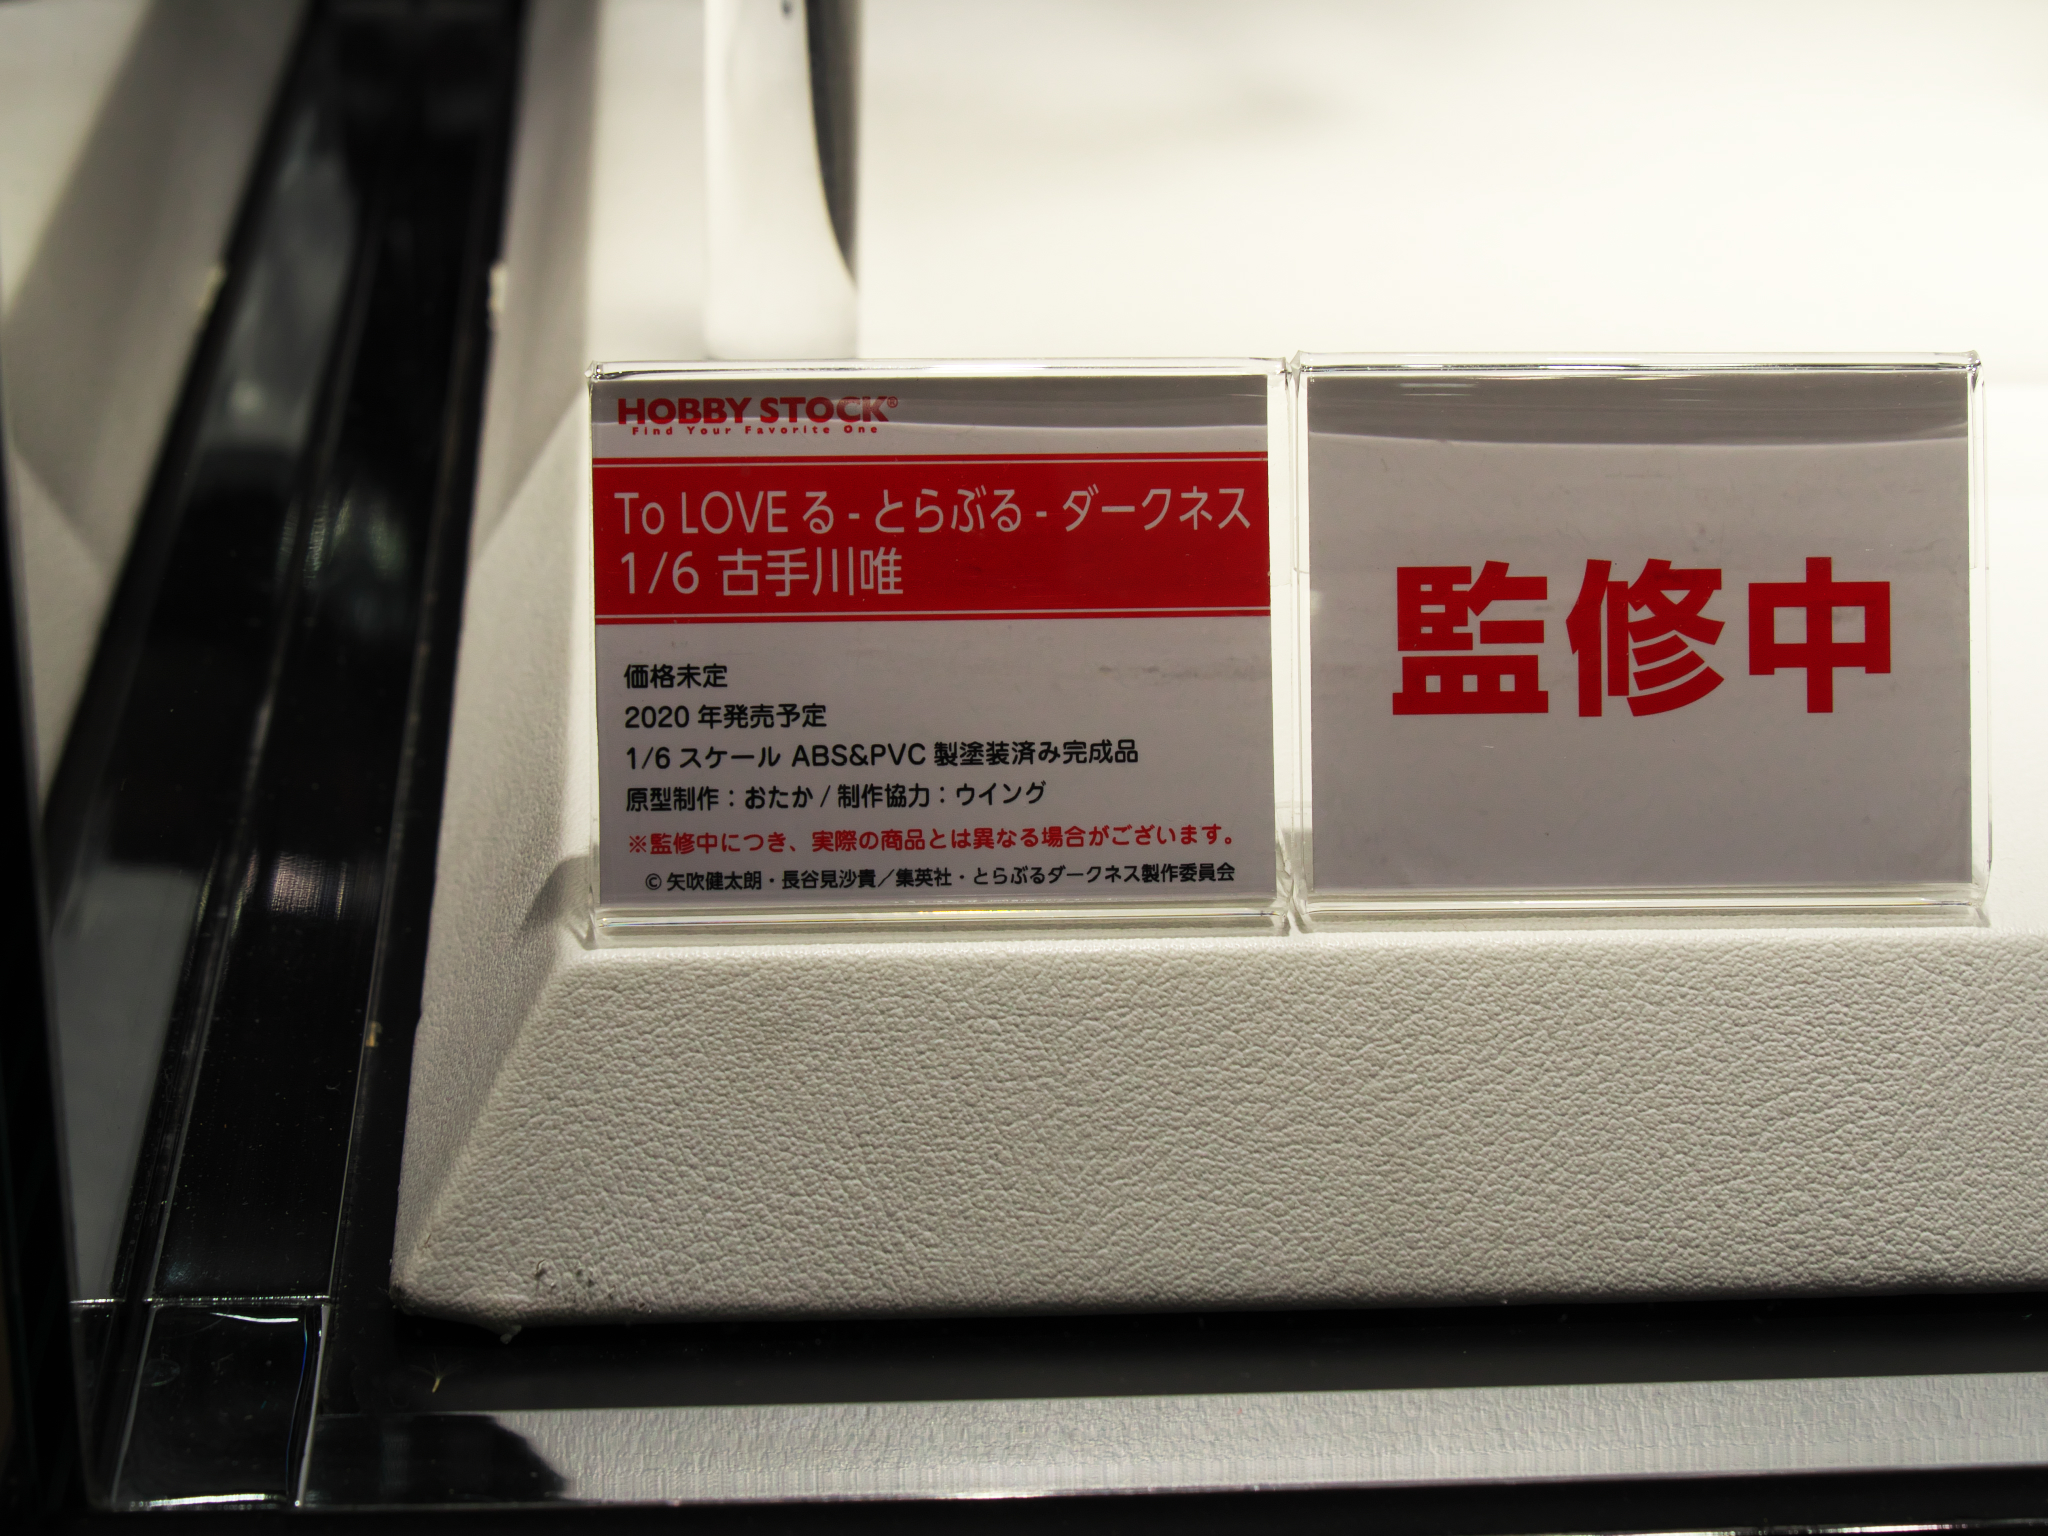 HOBBY STOCK®
Find Your Favorite One
To LOVE る - とらぶる - ダークネス
1/6 古手川唯
価格未定
2020 年発売予定
1/6 スケール ABS&PVC 製塗装済み完成品
原型制作：おたか / 制作協力：ウイング
※監修中につき、実際の商品とは異なる場合がございます。
© 矢吹健太朗・長谷見沙貴／集英社・とらぶるダークネス製作委員会
監修中